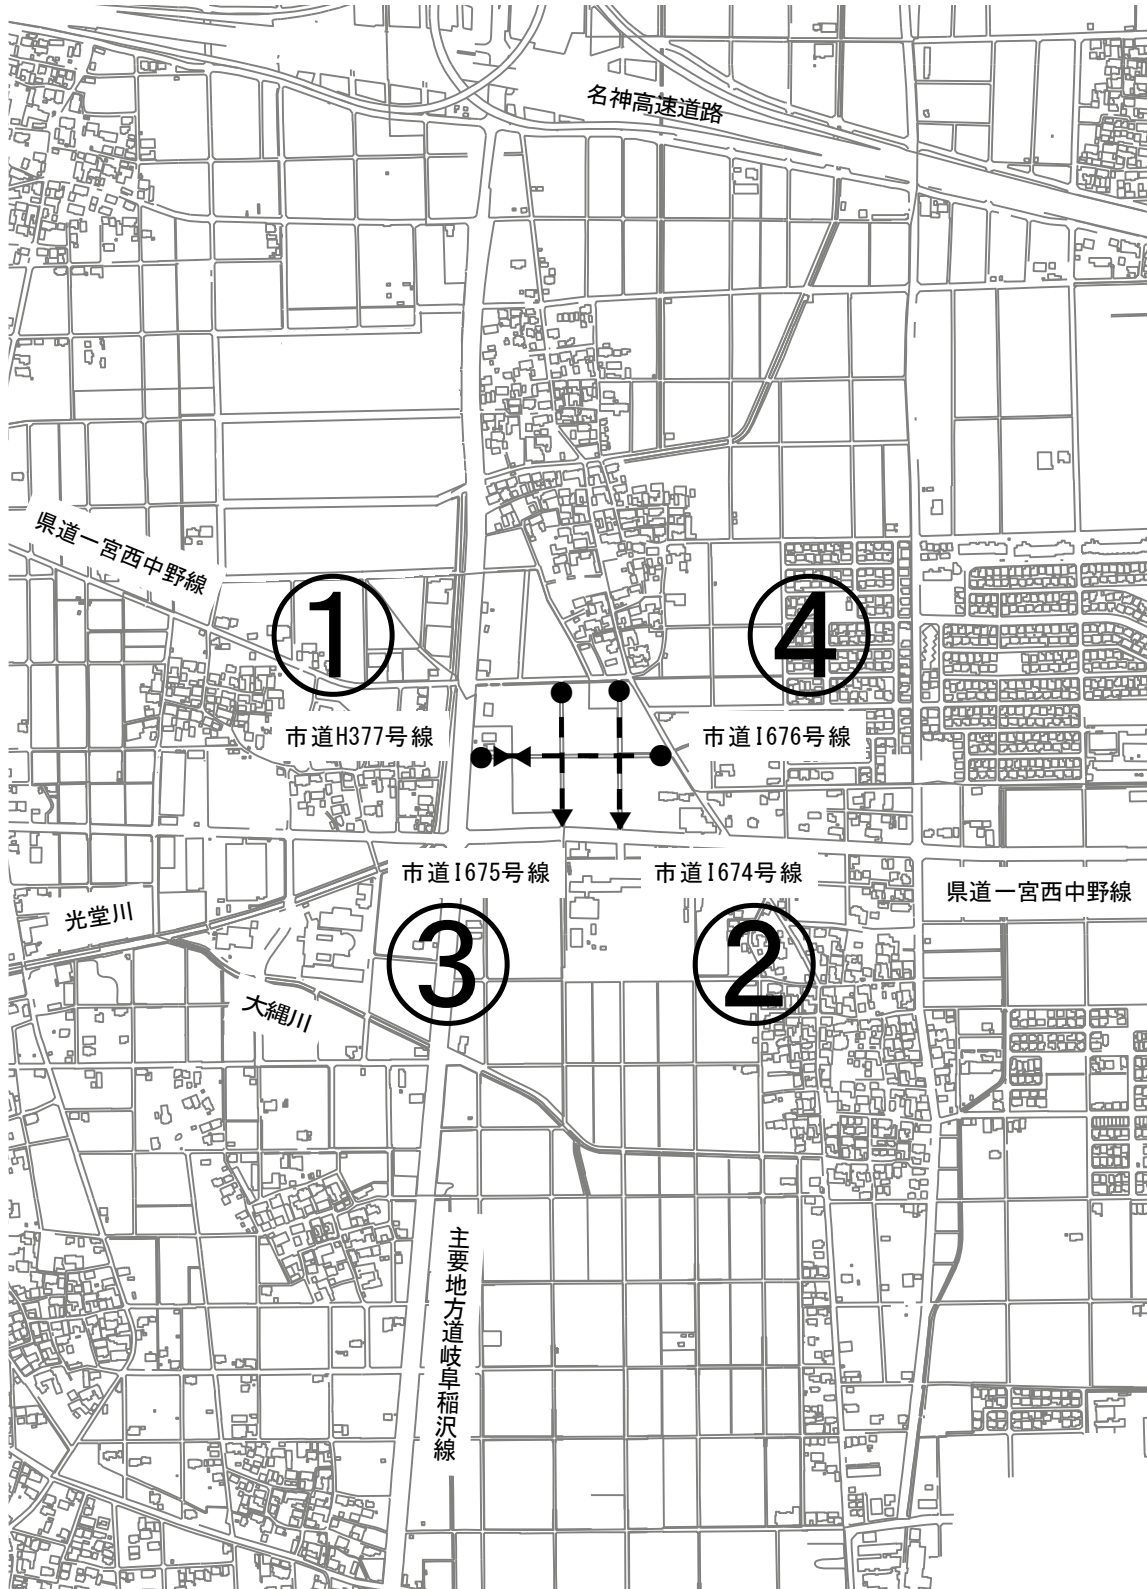 名神高速道路
県道一宮西中野線
①
④
市道H377号線
市道I676号線
市道I675号線
市道I674号線
県道一宮西中野線
光堂川
③
②
大縄川
主要地方道岐阜稲沢線